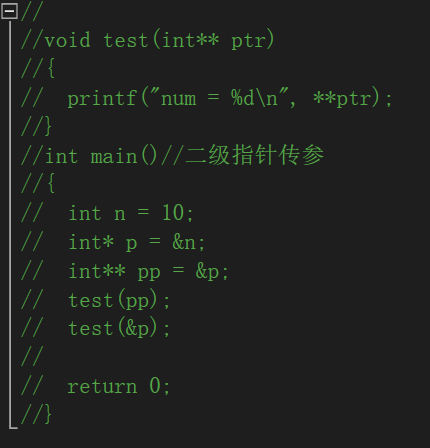 //
//void test(int** ptr)
//{
//  printf("num = %d\n", **ptr);
//}
//int main()//二级指针传参
//{
//  int n = 10;
//  int* p = &n;
//  int** pp = &p;
//  test(pp);
//  test(&p);
//
//  return 0;
//}